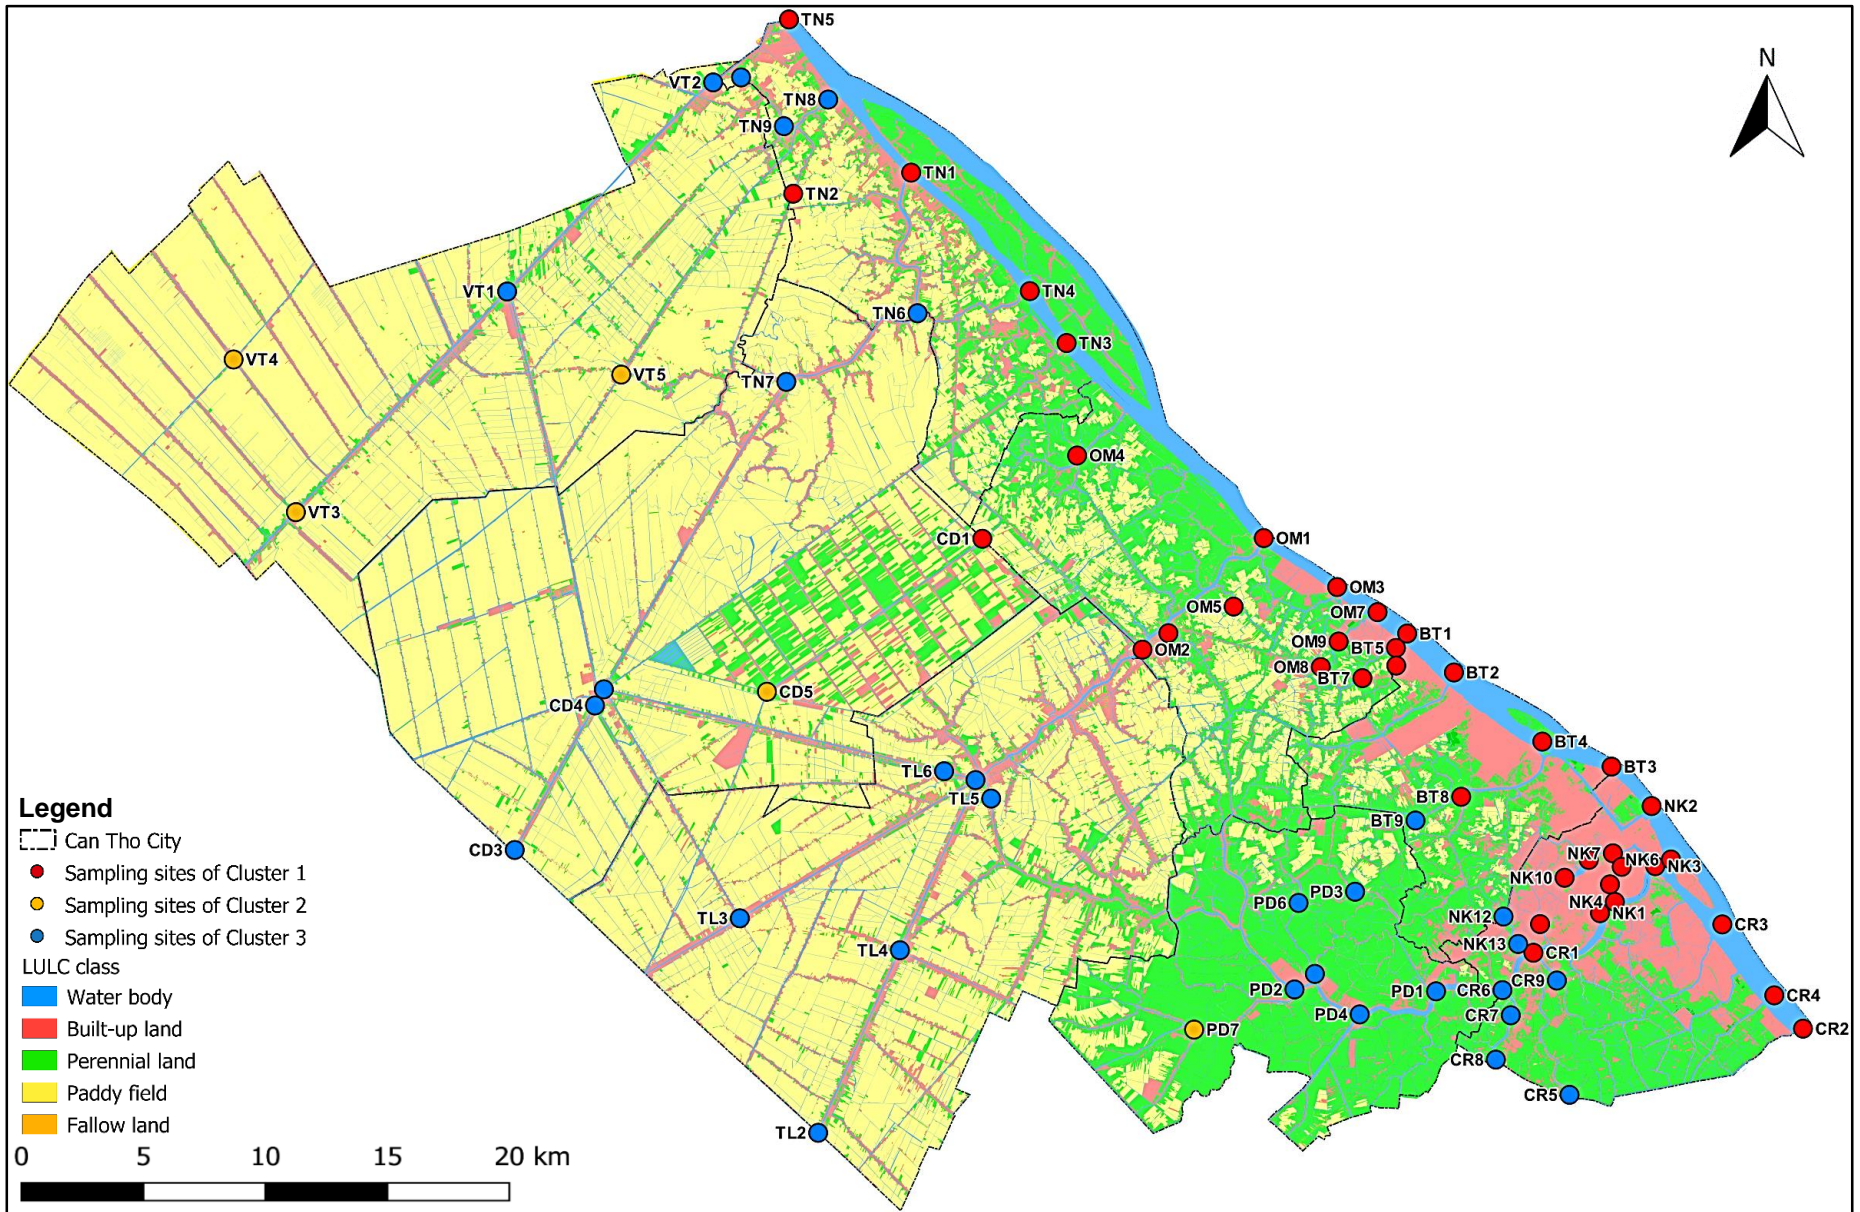 TN5
N
VT2
TN8
TN9
TN1
TN2
VT1
TN4
TN6
TN3
VT4
VT5
TN7
OM4
VT3
CD1
OM1
OM3
OM5
OM7
BT1
OM9
BT5
OM2
OM8
BT7
BT2
CD5
CD4
BT4
BT3
TL6
TL5
BT8
NK2
BT9
Legend
Can Tho City
Sampling sites of Cluster 1
Sampling sites of Cluster 2
Sampling sites of Cluster 3
LULC class
Water body
Built-up land
Perennial land
Paddy field
Fallow land
CD3
NK7
NK6
NK3
NK10
PD3
PD6
NK4
NK1
TL3
NK12
CR3
NK13
TL4
CR1
CR9
PD2
PD1
CR6
CR4
PD4
CR7
PD7
CR2
CR8
CR5
TL2
0 5 10 15 20 km